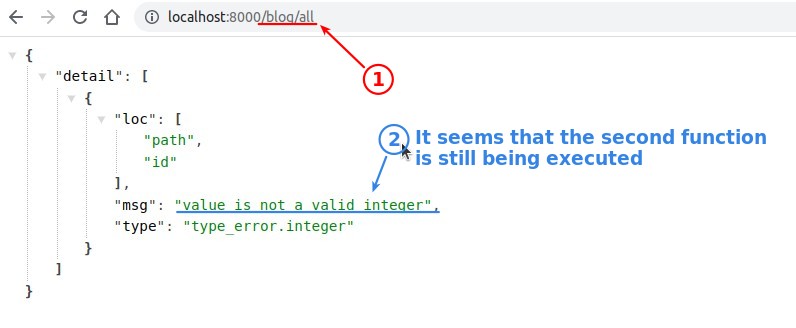 localhost:8000/blog/all
1
{
"detail": [
{
"loc": [
"path",
"id"
],
"msg": "value is not a valid integer",
"type": "type_error.integer"
}
]
}
2 It seems that the second function
is still being executed